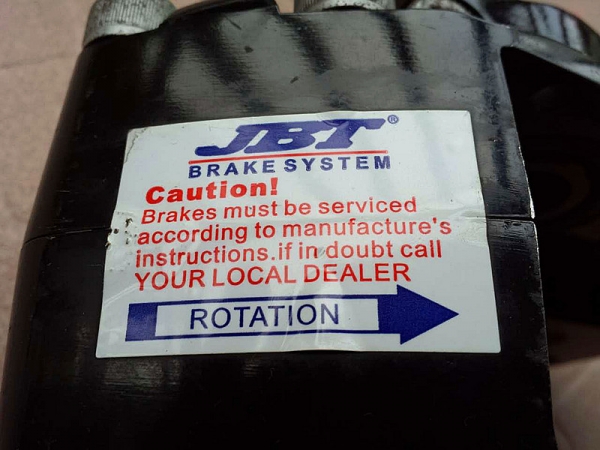 JBT®
BRAKE SYSTEM
Caution!
Brakes must be serviced
according to manufacture's
instructions.if in doubt call
YOUR LOCAL DEALER
ROTATION